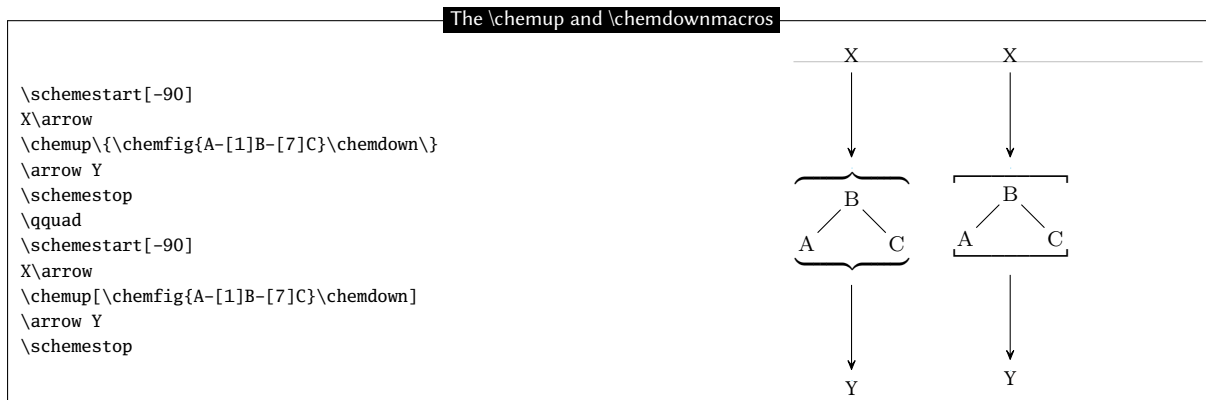 The \chemup and \chemdownmacros
\schemestart[-90]
X\arrow
\chemup\{\chemfig{A-[1]B-[7]C}\chemdown\}
\arrow Y
\schemestop
\qquad
\schemestart[-90]
X\arrow
\chemup[\chemfig{A-[1]B-[7]C}\chemdown]
\arrow Y
\schemestop
X X
B B
A C A C
Y Y